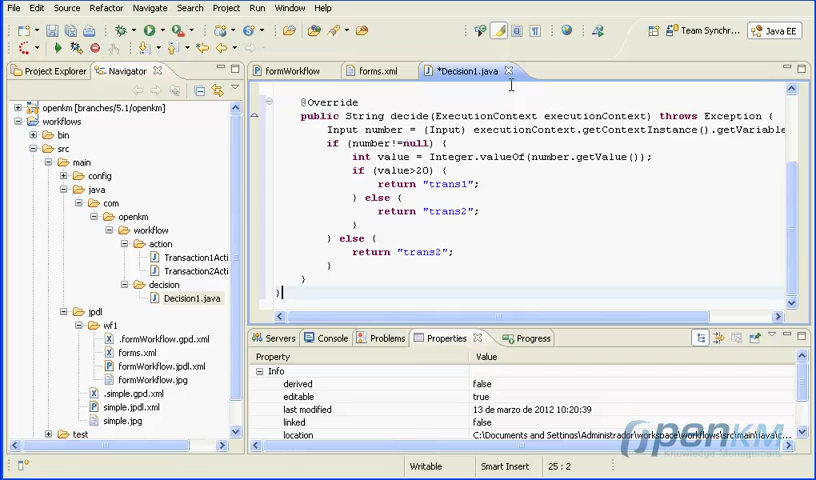 File Edit Source Refactor Navigate Search Project Run Window Help
Team Synchr...
Java EE
Project Explorer
Navigator
formWorkflow
forms.xml
*Decision1.java
openkm [branches/5.1/openkm]
workflows
bin
src
main
config
java
com
openkm
workflow
action
Transaction1Acti
Transaction2Acti
decision
Decision1.java
jpdl
wf1
.formWorkflow.gpd.xml
forms.xml
formWorkflow.jpdl.xml
formWorkflow.jpg
.simple.gpd.xml
simple.jpdl.xml
simple.jpg
test
@Override
public String decide(ExecutionContext executionContext) throws Exception {
Input number = (Input) executionContext.getContextInstance().getVariable
if (number!=null) {
int value = Integer.valueOf(number.getValue());
if (value>20) {
return "trans1";
} else {
return "trans2";
}
} else {
return "trans2";
}
}
}
Servers
Console
Problems
Properties
Progress
Property Value
Info
derived false
editable true
last modified 13 de marzo de 2012 10:20:39
linked false
location C:\Documents and Settings\Administrador\workspace\workflows\src\main\java\c...
OpenKM
Knowledge Management
Writable
Smart Insert
25 : 2